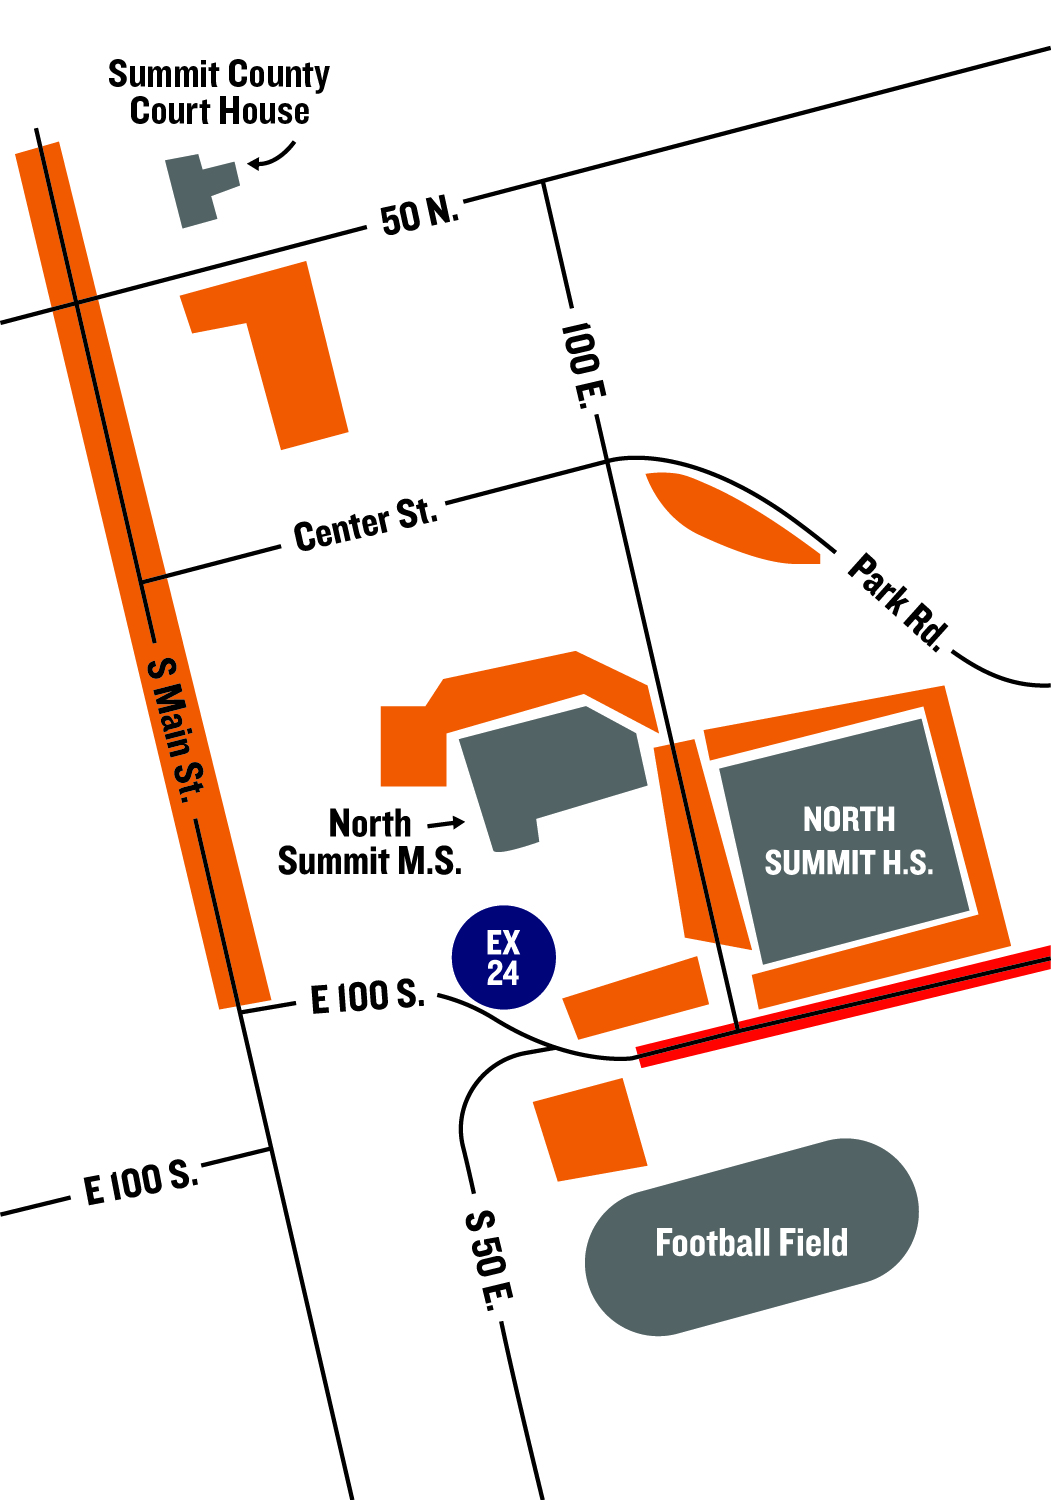 Summit County
Court House
50 N.
100 E.
Center St.
Park Rd.
S Main St.
North
Summit M.S.
NORTH
SUMMIT H.S.
EX
24
E 100 S.
E 100 S.
S 50 E.
Football Field